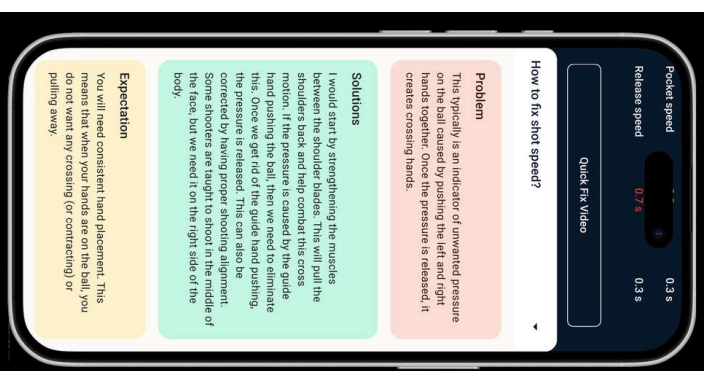 Pocket speed 0.3 s
Release speed 0.7 s 0.3 s
Quick Fix Video
How to fix shot speed?
Problem
This typically is an indicator of unwanted pressure
on the ball caused by pushing the left and right
hands together. Once the pressure is released, it
creates crossing hands.
Solutions
I would start by strengthening the muscles
between the shoulder blades. This will pull the
shoulders back and help combat this cross
motion. If the pressure is caused by the guide
hand pushing the ball, then we need to eliminate
this. Once we get rid of the guide hand pushing,
the pressure is released. This can also be
corrected by having proper shooting alignment.
Some shooters are taught to shoot in the middle of
the face, but we need it on the right side of the
body.
Expectation
You will need consistent hand placement. This
means that when your hands are on the ball, you
do not want any crossing (or contracting) or
pulling away.